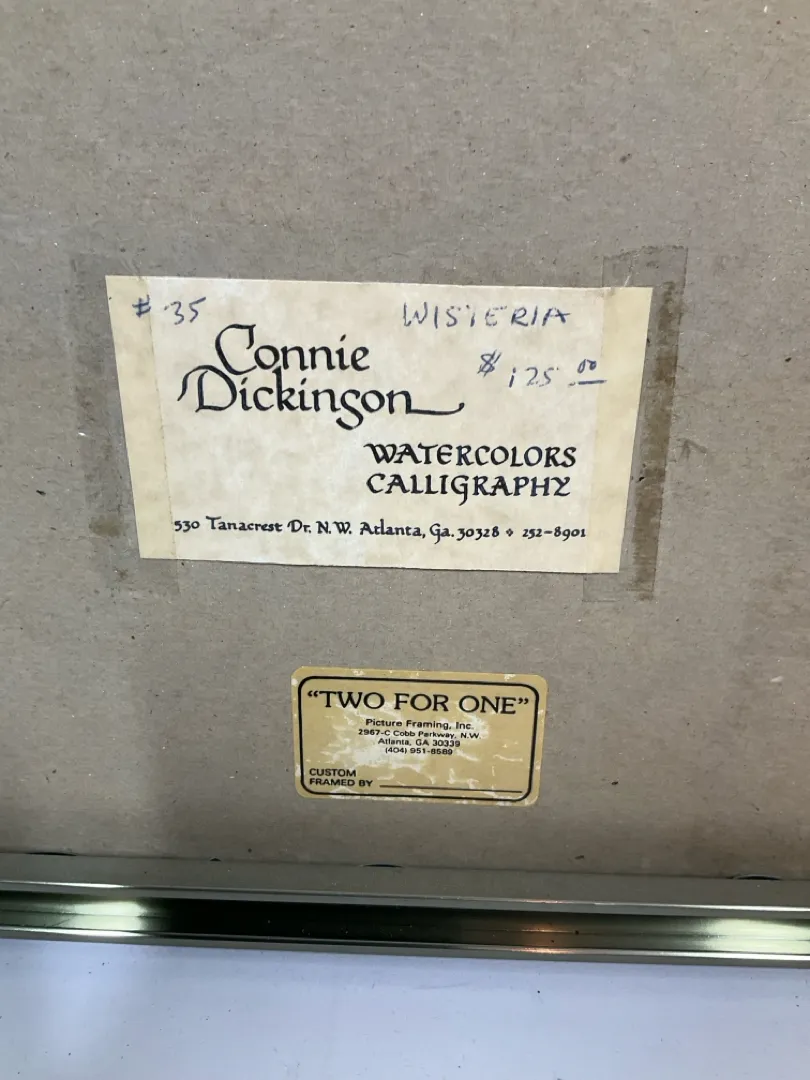 # 35 WISTERIA
Connie
$ 125.00
Dickinson
WATERCOLORS
CALLIGRAPHY
530 Tanacrest Dr. N.W. Atlanta, Ga. 30328 ❖ 252-8901
"TWO FOR ONE"
Picture Framing, Inc.
2967-C Cobb Parkway, N.W.
Atlanta, GA 30339
(404) 951-8589
CUSTOM
FRAMED BY